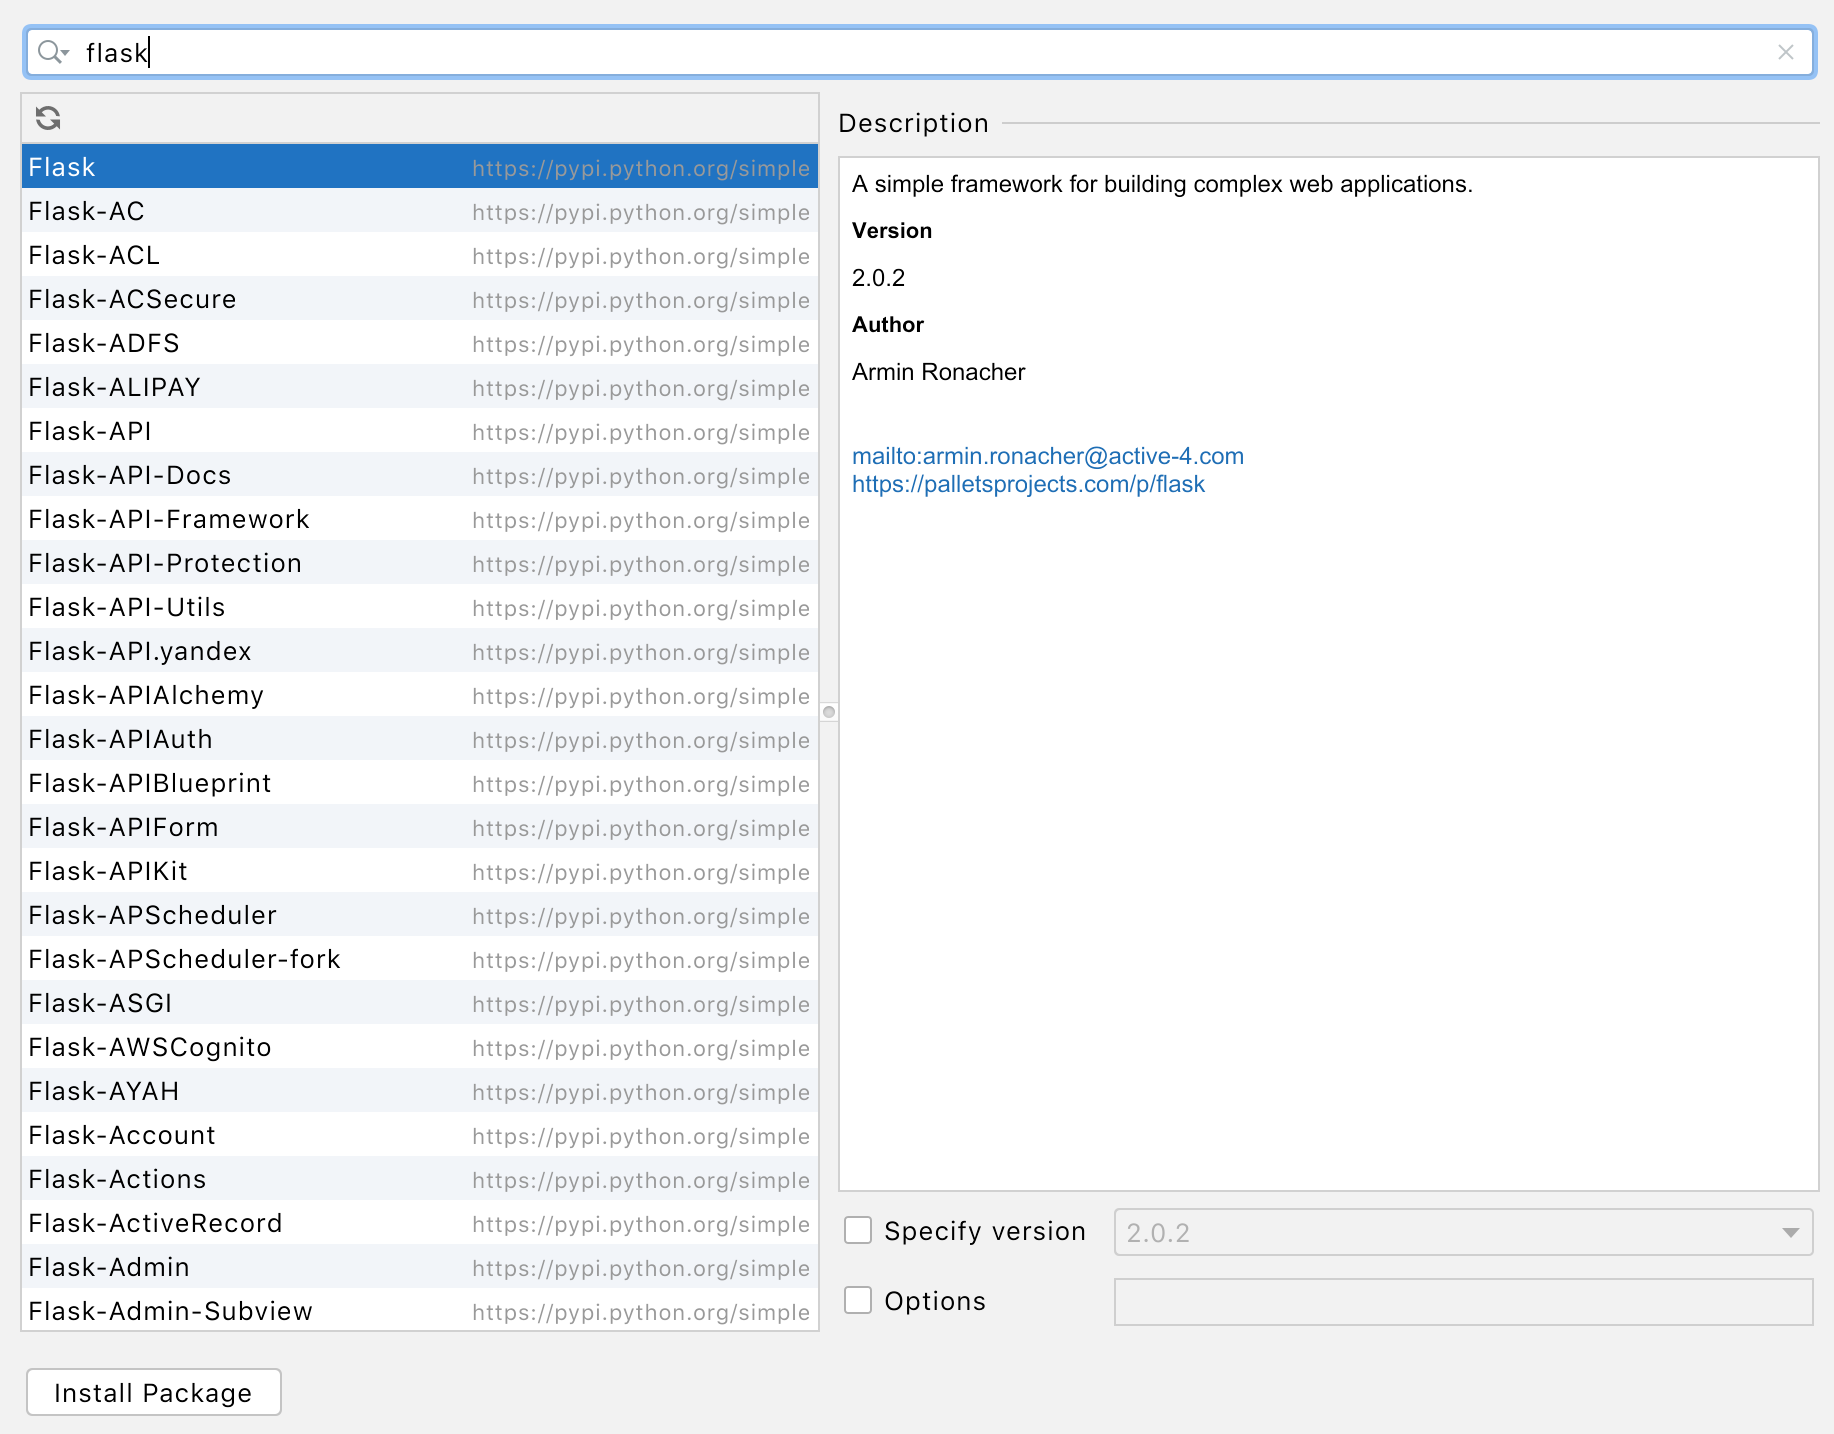 flask
Flask https://pypi.python.org/simple
Flask-AC https://pypi.python.org/simple
Flask-ACL https://pypi.python.org/simple
Flask-ACSecure https://pypi.python.org/simple
Flask-ADFS https://pypi.python.org/simple
Flask-ALIPAY https://pypi.python.org/simple
Flask-API https://pypi.python.org/simple
Flask-API-Docs https://pypi.python.org/simple
Flask-API-Framework https://pypi.python.org/simple
Flask-API-Protection https://pypi.python.org/simple
Flask-API-Utils https://pypi.python.org/simple
Flask-API.yandex https://pypi.python.org/simple
Flask-APIAlchemy https://pypi.python.org/simple
Flask-APIAuth https://pypi.python.org/simple
Flask-APIBlueprint https://pypi.python.org/simple
Flask-APIForm https://pypi.python.org/simple
Flask-APIKit https://pypi.python.org/simple
Flask-APScheduler https://pypi.python.org/simple
Flask-APScheduler-fork https://pypi.python.org/simple
Flask-ASGI https://pypi.python.org/simple
Flask-AWSCognito https://pypi.python.org/simple
Flask-AYAH https://pypi.python.org/simple
Flask-Account https://pypi.python.org/simple
Flask-Actions https://pypi.python.org/simple
Flask-ActiveRecord https://pypi.python.org/simple
Flask-Admin https://pypi.python.org/simple
Flask-Admin-Subview https://pypi.python.org/simple
Description
A simple framework for building complex web applications.
Version
2.0.2
Author
Armin Ronacher
mailto:armin.ronacher@active-4.com
https://palletsprojects.com/p/flask
Specify version 2.0.2
Options
Install Package